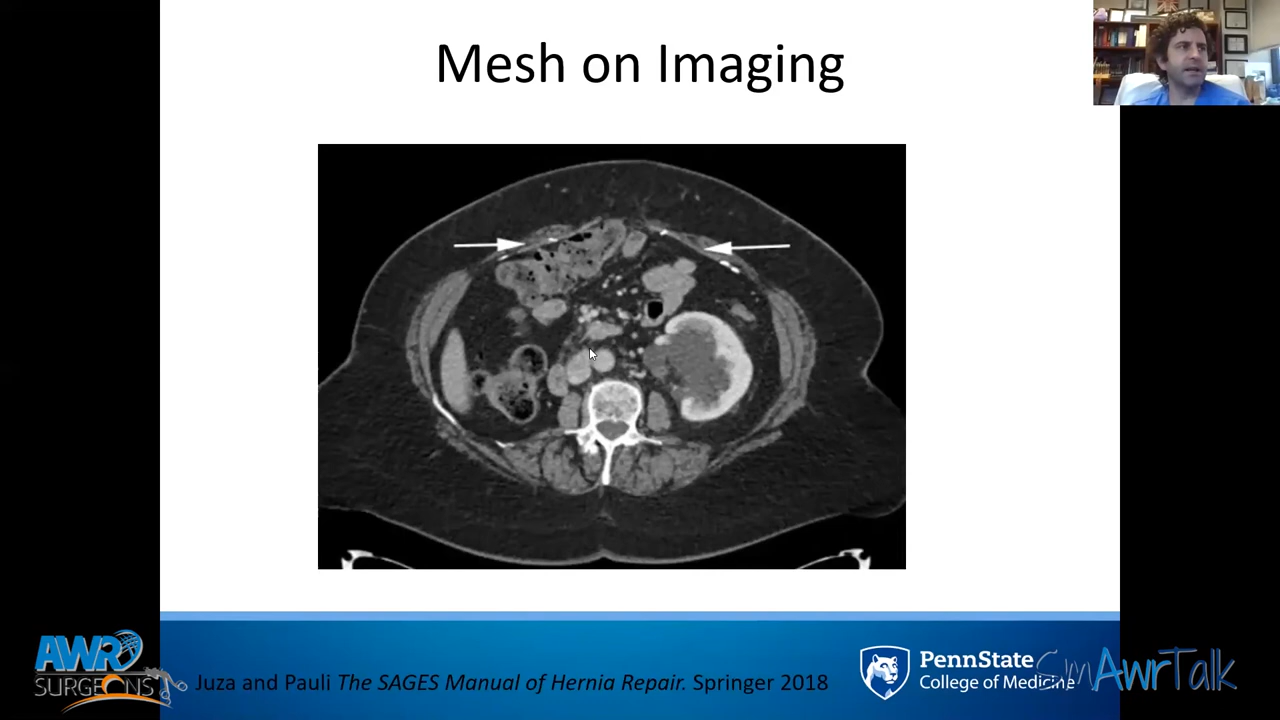 Mesh on Imaging
AWR
SURGEONS
Juza and Pauli The SAGES Manual of Hernia Repair. Springer 2018
PennState
College of Medicine
SmAwrTalk